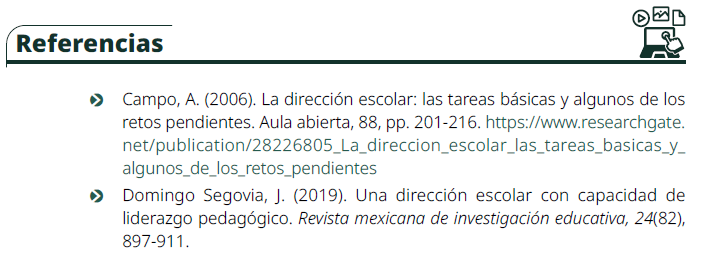 Referencias
Campo, A. (2006). La dirección escolar: las tareas básicas y algunos de los
retos pendientes. Aula abierta, 88, pp. 201-216. https://www.researchgate.
net/publication/28226805_La_direccion_escolar_las_tareas_basicas_y_
algunos_de_los_retos_pendientes
Domingo Segovia, J. (2019). Una dirección escolar con capacidad de
liderazgo pedagógico. Revista mexicana de investigación educativa, 24(82),
897-911.